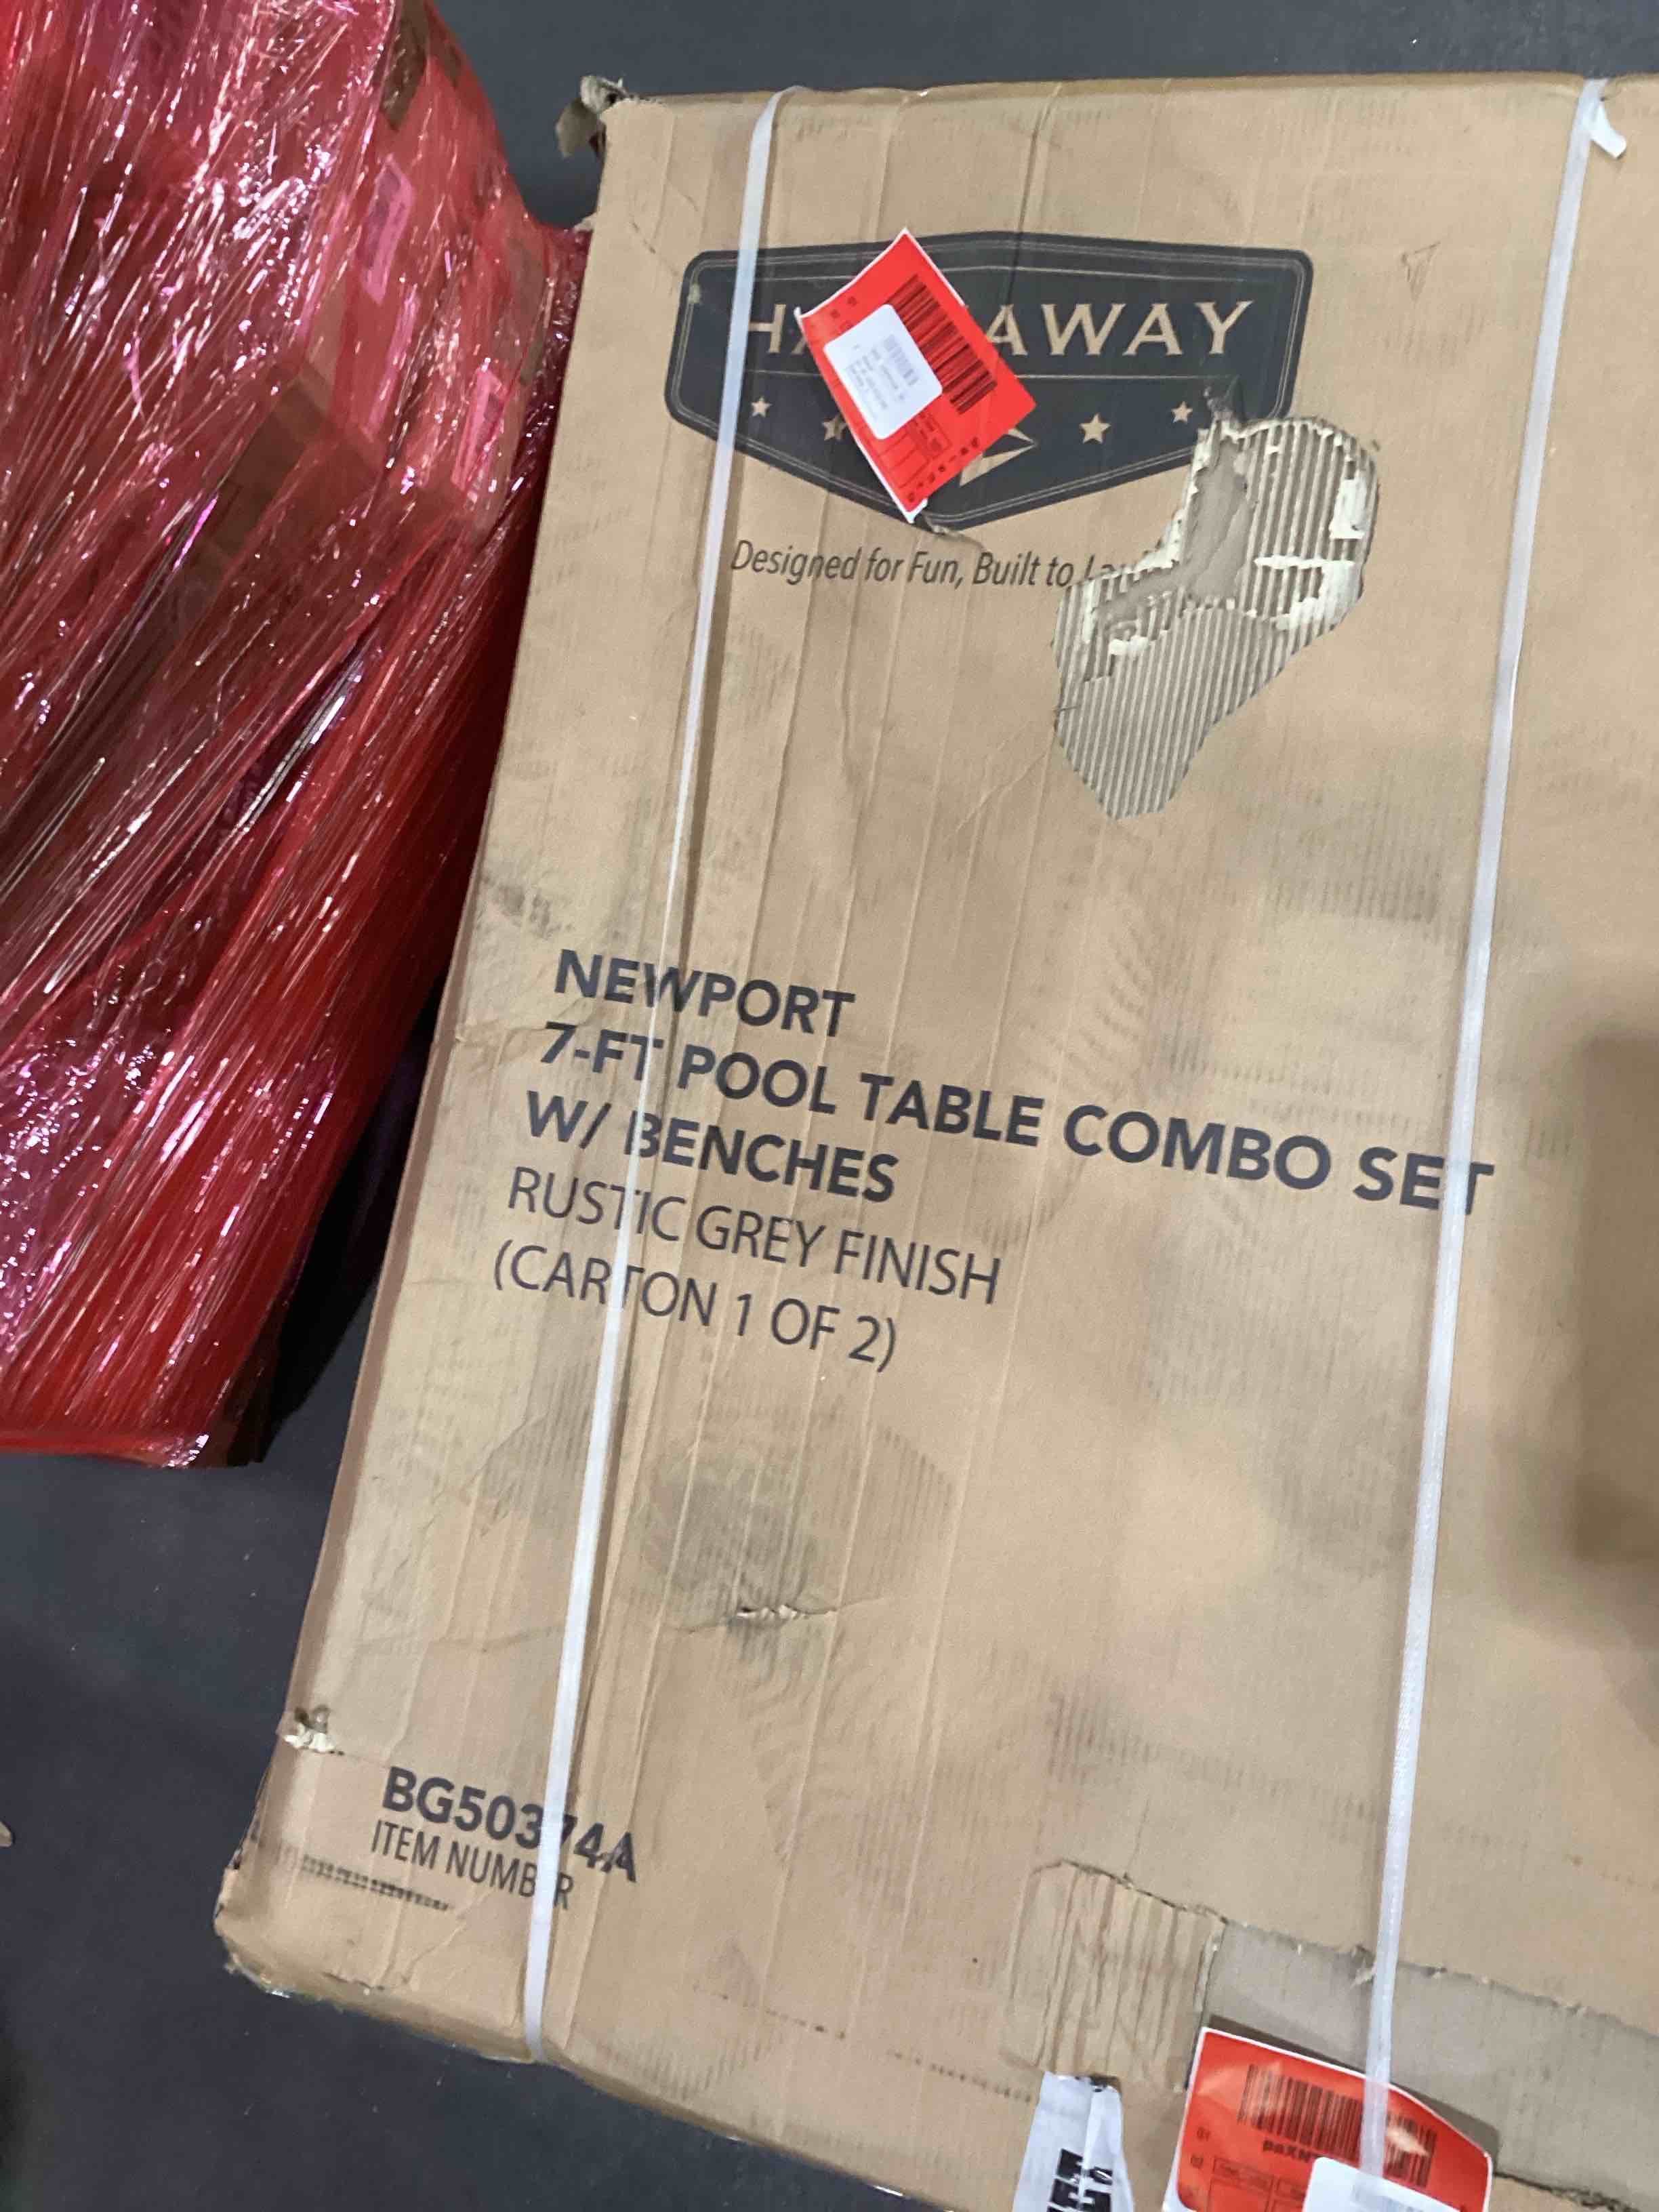 AWAY
Designed for Fun, Built to
NEWPORT
7-FT POOL TABLE COMBO SET
W/ BENCHES
RUSTIC GREY FINISH
(CARTON 1 OF 2)
BG50374A
ITEM NUMBER